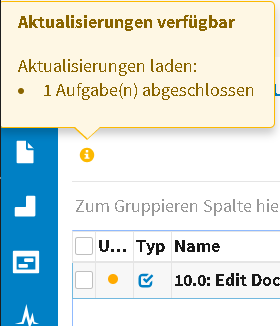 Aktualisierungen verfügbar
Aktualisierungen laden:
• 1 Aufgabe(n) abgeschlossen
Zum Gruppieren Spalte hie
U... Typ Name
10.0: Edit Doc